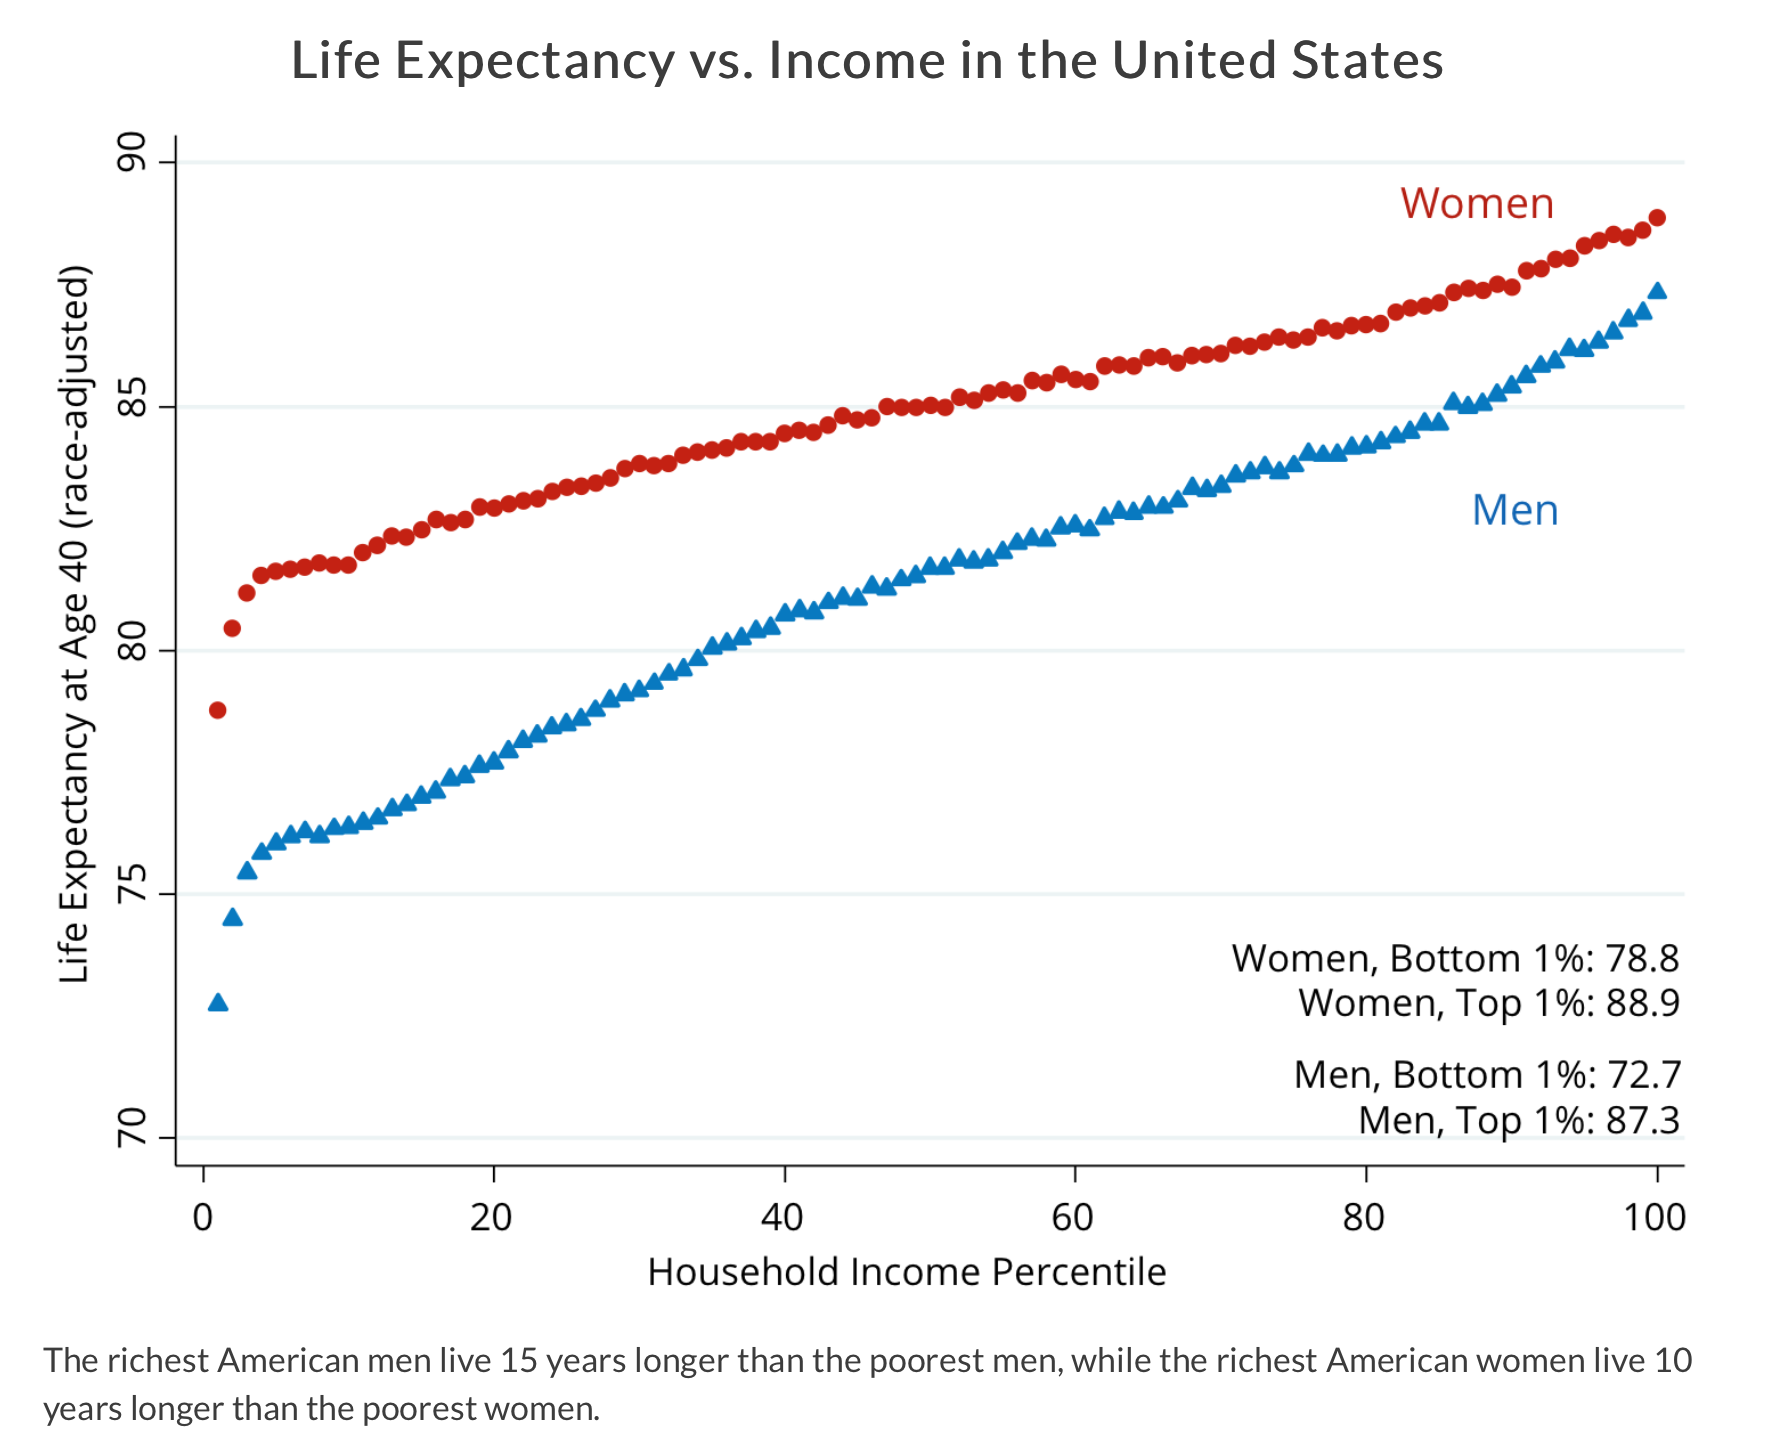 Life Expectancy vs. Income in the United States
90
85
80
75
70
Life Expectancy at Age 40 (race-adjusted)
Women
Men
Women, Bottom 1%: 78.8
Women, Top 1%: 88.9
Men, Bottom 1%: 72.7
Men, Top 1%: 87.3
0 20 40 60 80 100
Household Income Percentile
The richest American men live 15 years longer than the poorest men, while the richest American women live 10
years longer than the poorest women.